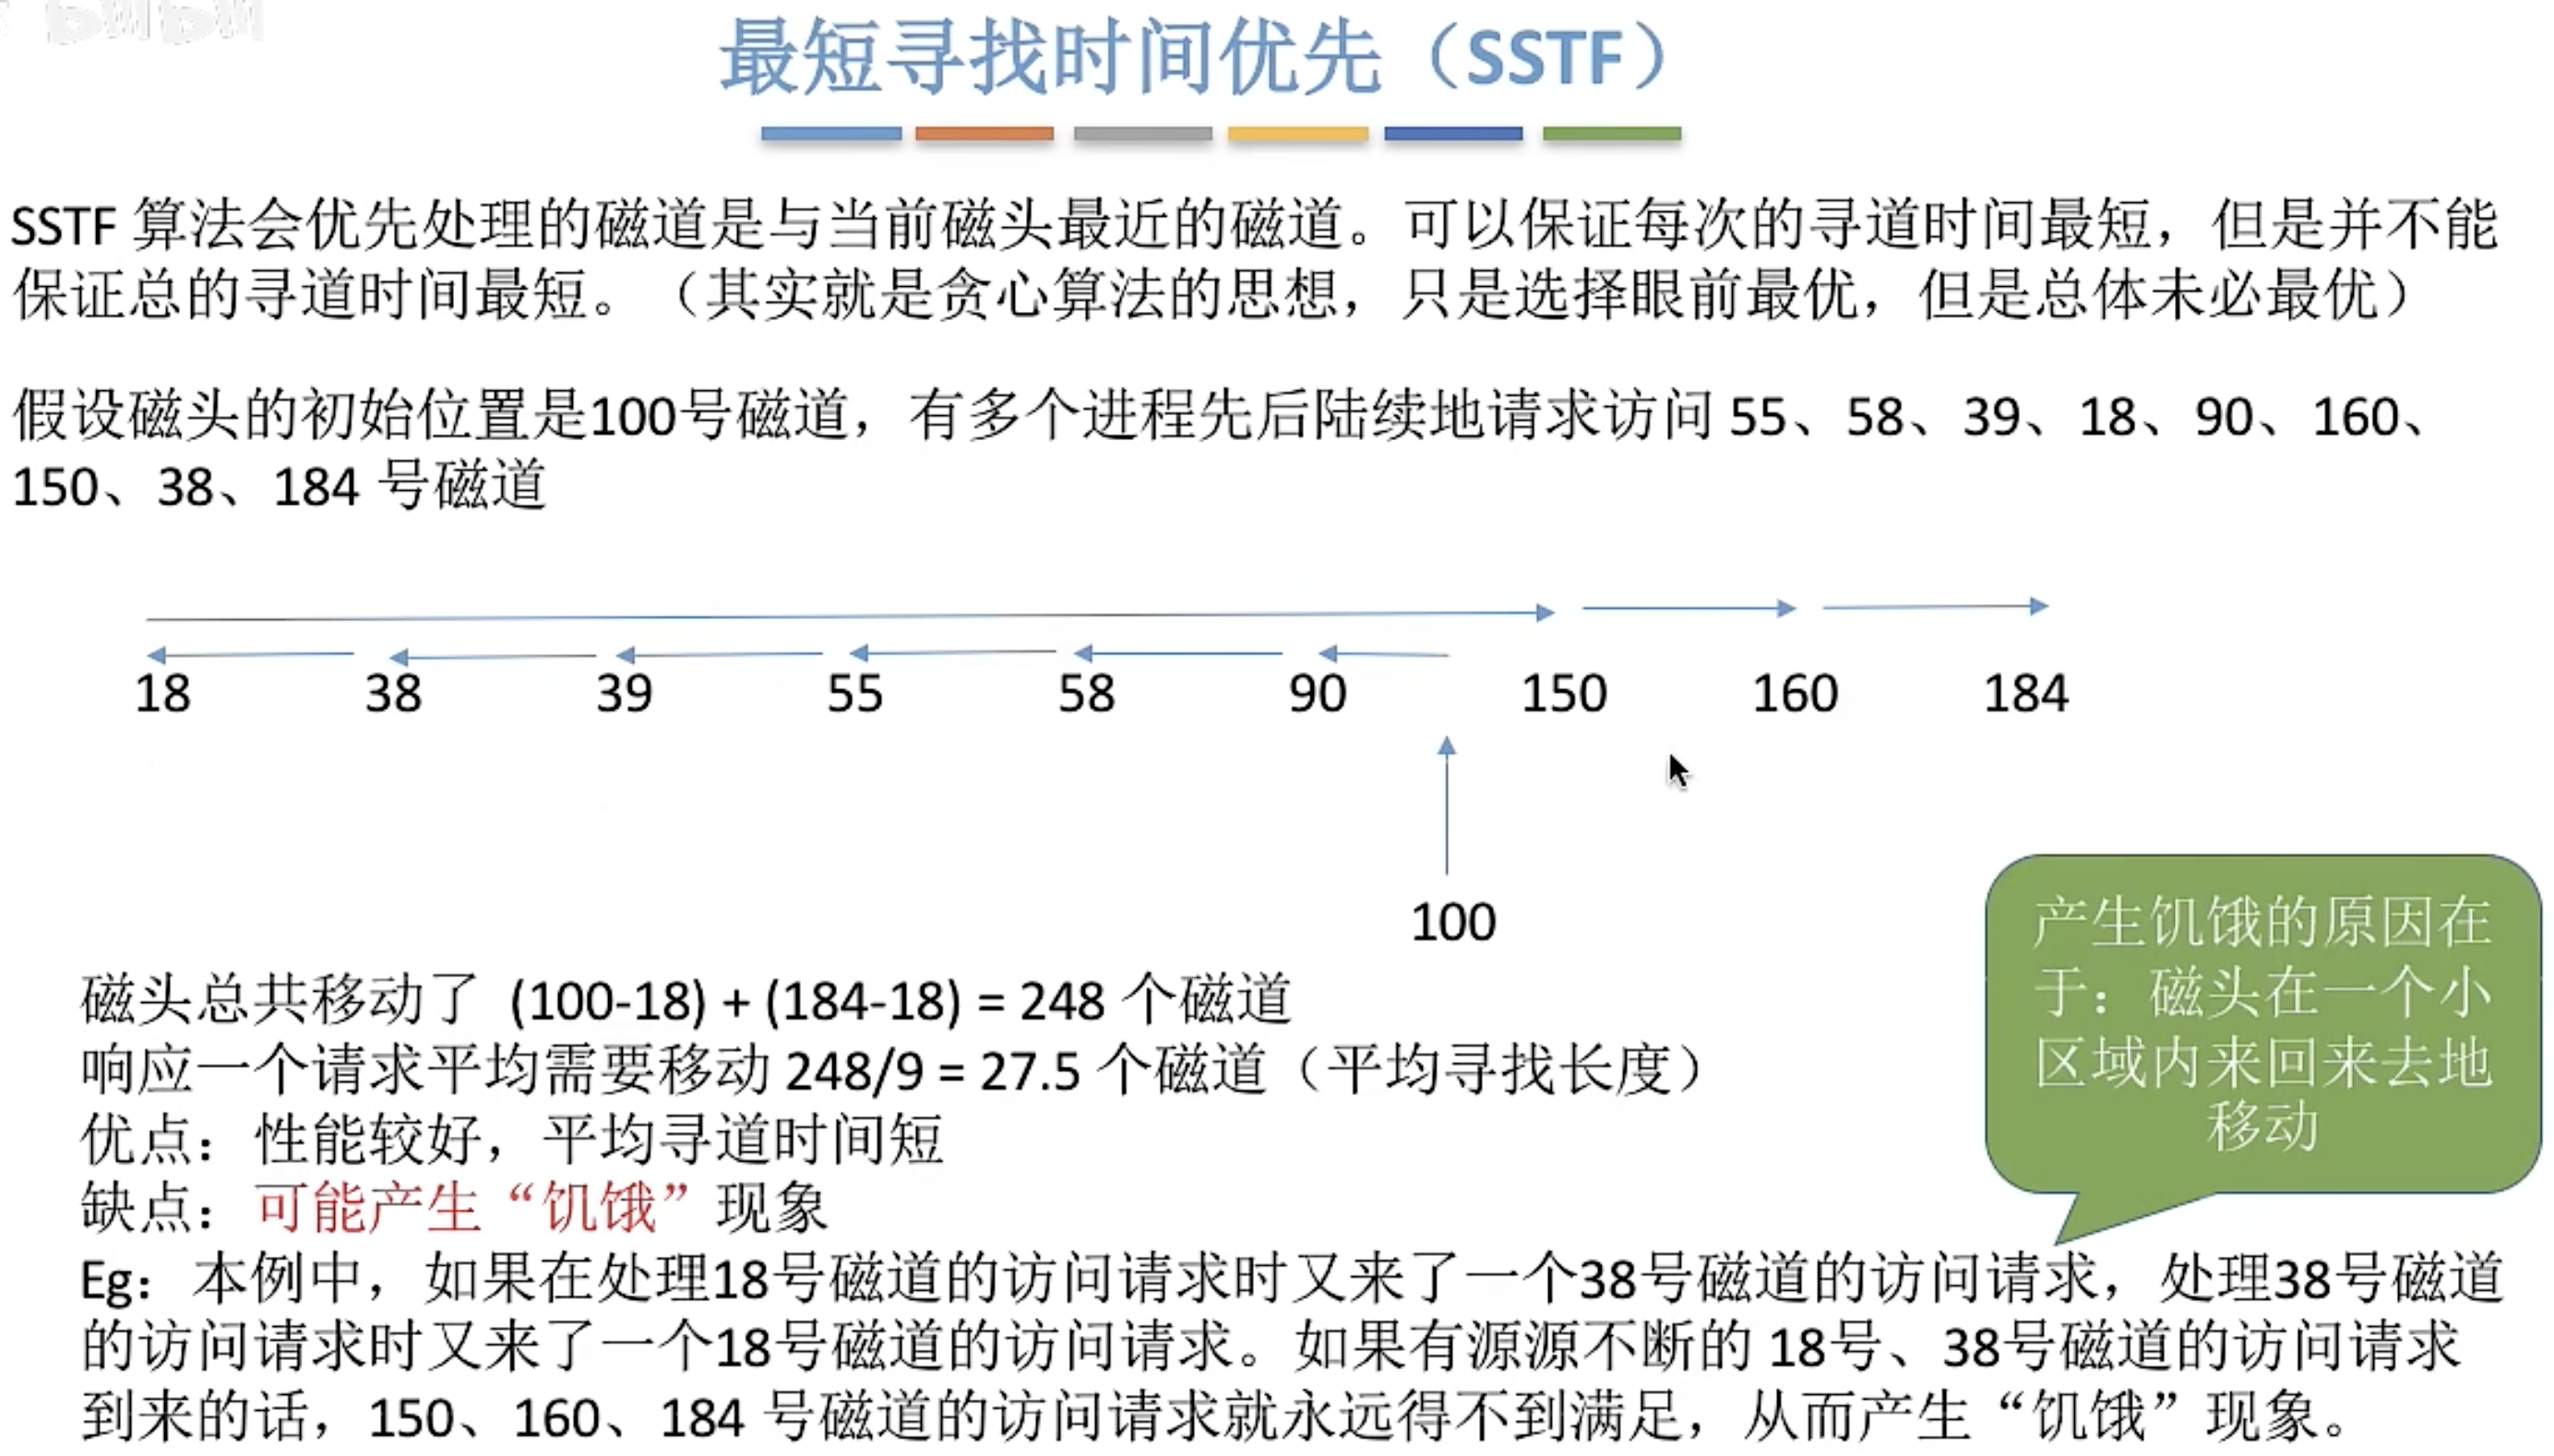 bilibili
最短寻找时间优先（SSTF）
SSTF 算法会优先处理的磁道是与当前磁头最近的磁道。可以保证每次的寻道时间最短，但是并不能
保证总的寻道时间最短。（其实就是贪心算法的思想，只是选择眼前最优，但是总体未必最优）
假设磁头的初始位置是100号磁道，有多个进程先后陆续地请求访问 55、58、39、18、90、160、
150、38、184 号磁道
18 38 39 55 58 90 150 160 184
100
产生饥饿的原因在
于：磁头在一个小
区域内来回来去地
移动
磁头总共移动了 (100-18) + (184-18) = 248 个磁道
响应一个请求平均需要移动 248/9 = 27.5 个磁道（平均寻找长度）
优点：性能较好，平均寻道时间短
缺点：可能产生“饥饿”现象
Eg：本例中，如果在处理18号磁道的访问请求时又来了一个38号磁道的访问请求，处理38号磁道
的访问请求时又来了一个18号磁道的访问请求。如果有源源不断的 18号、38号磁道的访问请求
到来的话，150、160、184 号磁道的访问请求就永远得不到满足，从而产生“饥饿”现象。